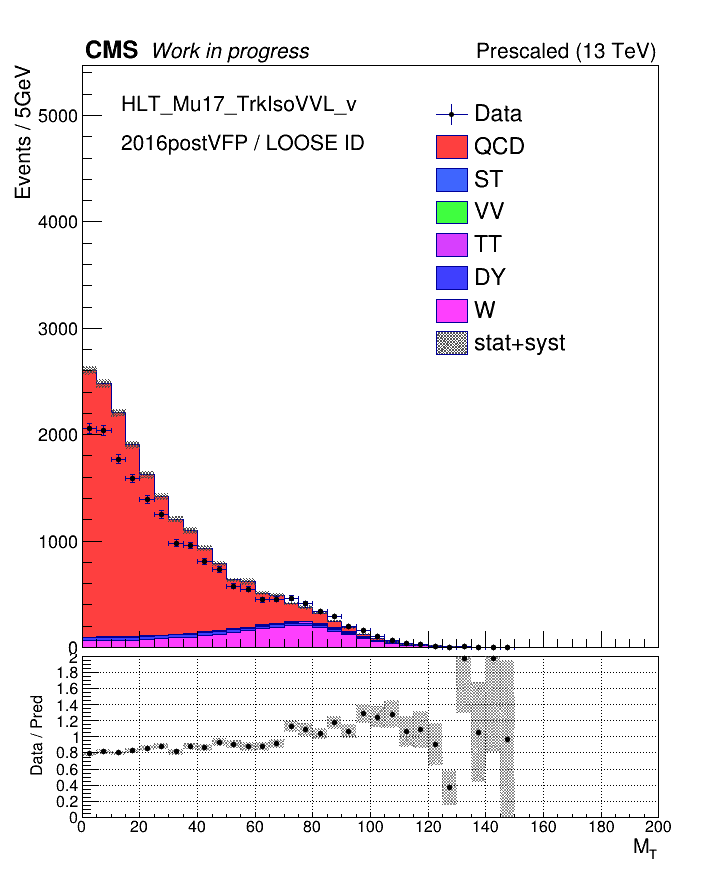 CMS Work in progress Prescaled (13 TeV)
Events / 5GeV
HLT_Mu17_TrkIsoVVL_v
2016postVFP / LOOSE ID
Data
QCD
ST
VV
TT
DY
W
stat+syst
5000
4000
3000
2000
1000
0
Data / Pred
2
1.8
1.6
1.4
1.2
1
0.8
0.6
0.4
0.2
0
0 20 40 60 80 100 120 140 160 180 200
M_T